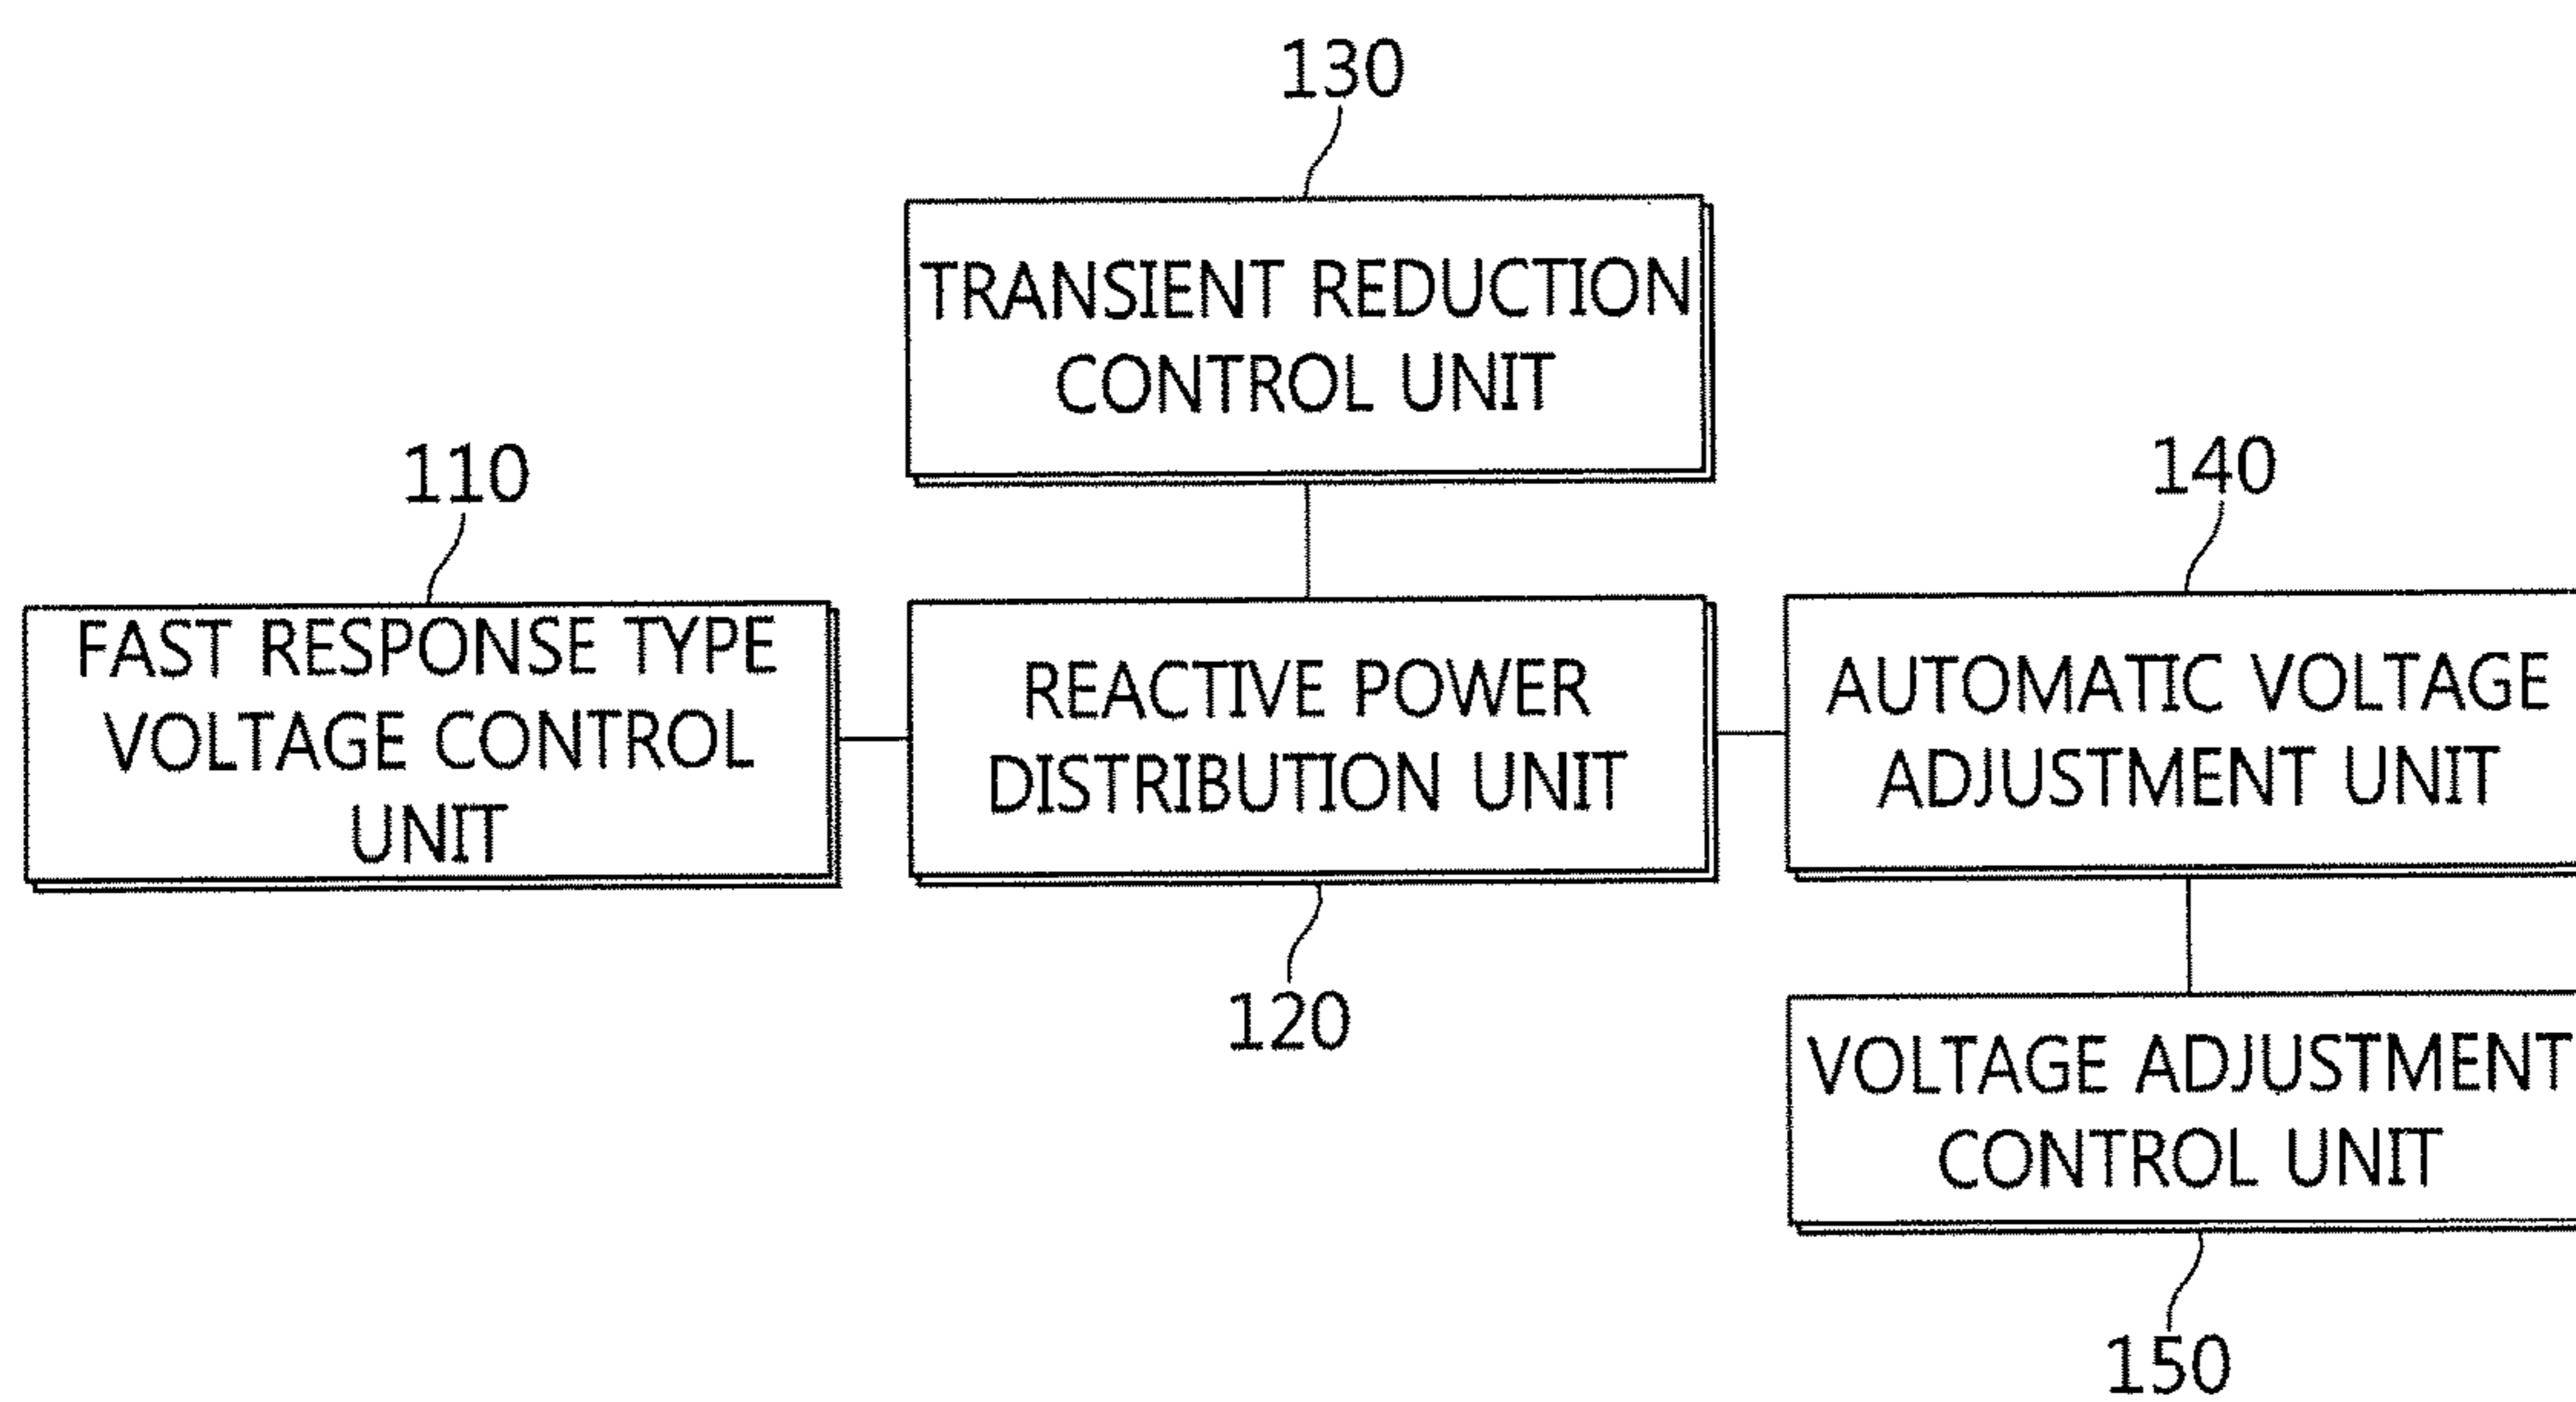 130
TRANSIENT REDUCTION
CONTROL UNIT
110
FAST RESPONSE TYPE
VOLTAGE CONTROL
UNIT
REACTIVE POWER
DISTRIBUTION UNIT
120
140
AUTOMATIC VOLTAGE
ADJUSTMENT UNIT
VOLTAGE ADJUSTMENT
CONTROL UNIT
150